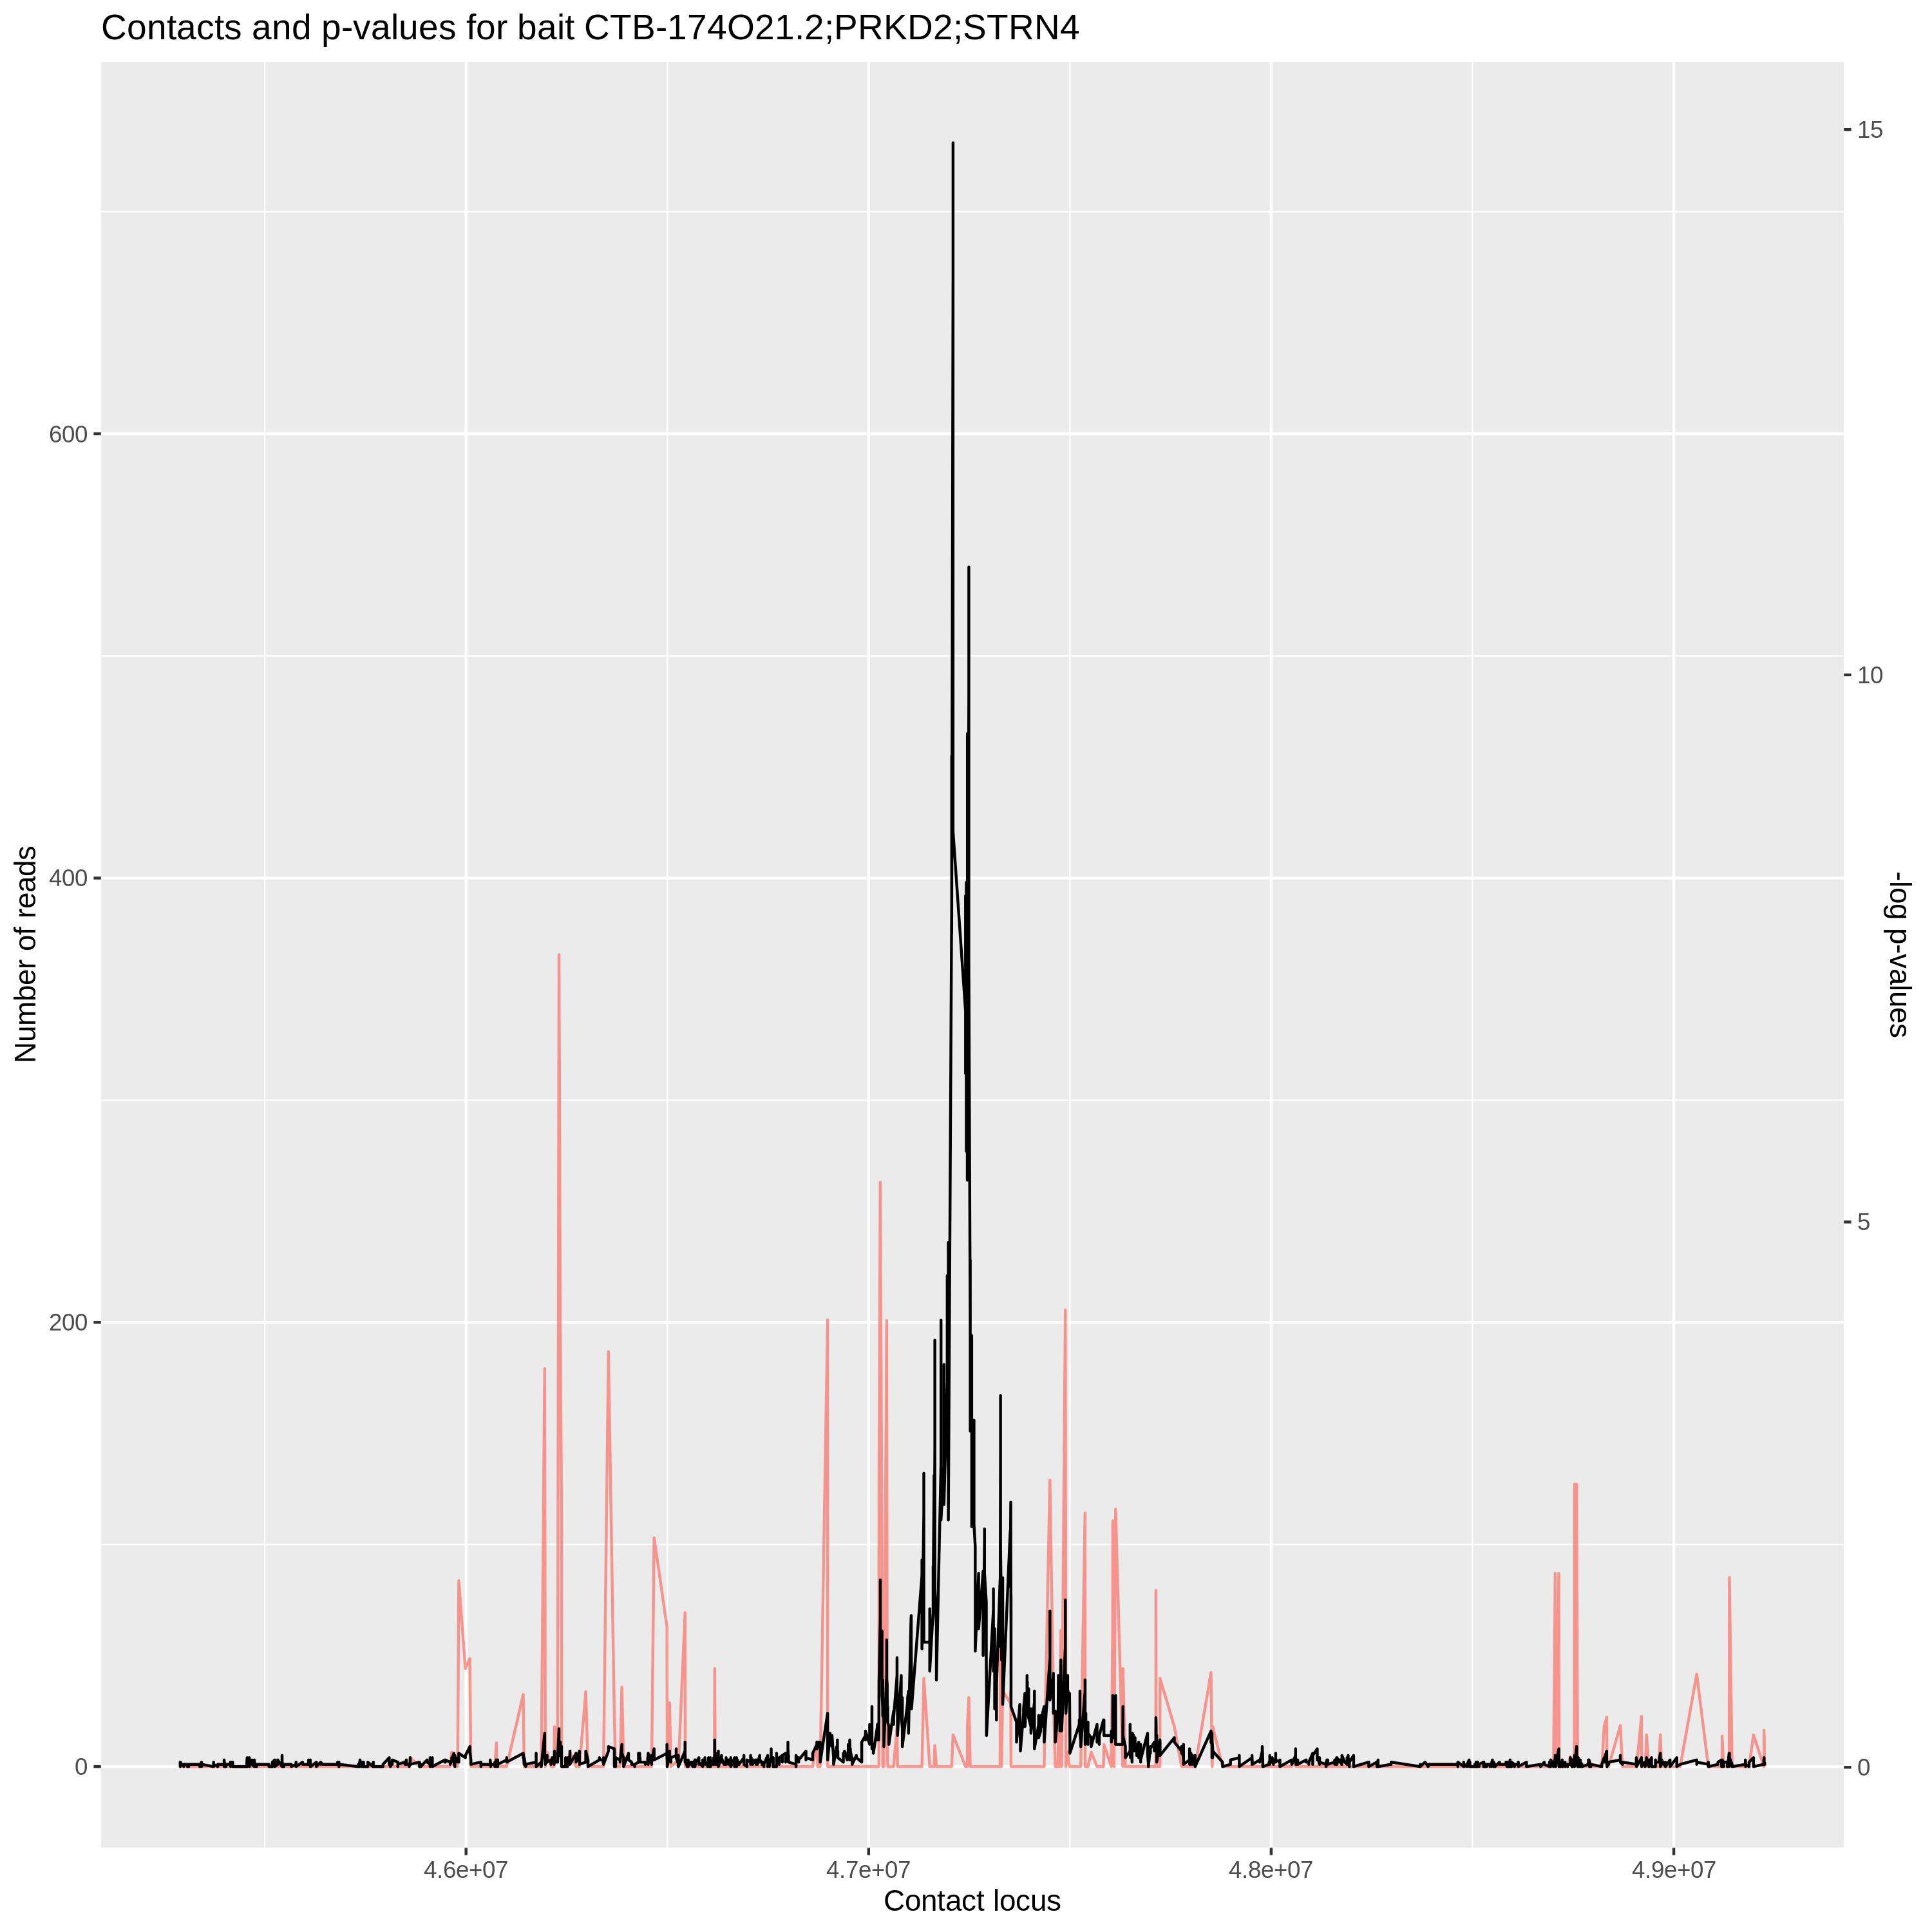 Contacts and p-values for bait CTB-174O21.2;PRKD2;STRN4
Number of reads
600
400
200
0
15
10
5
0
-log p-values
4.6e+07
4.7e+07
4.8e+07
4.9e+07
Contact locus